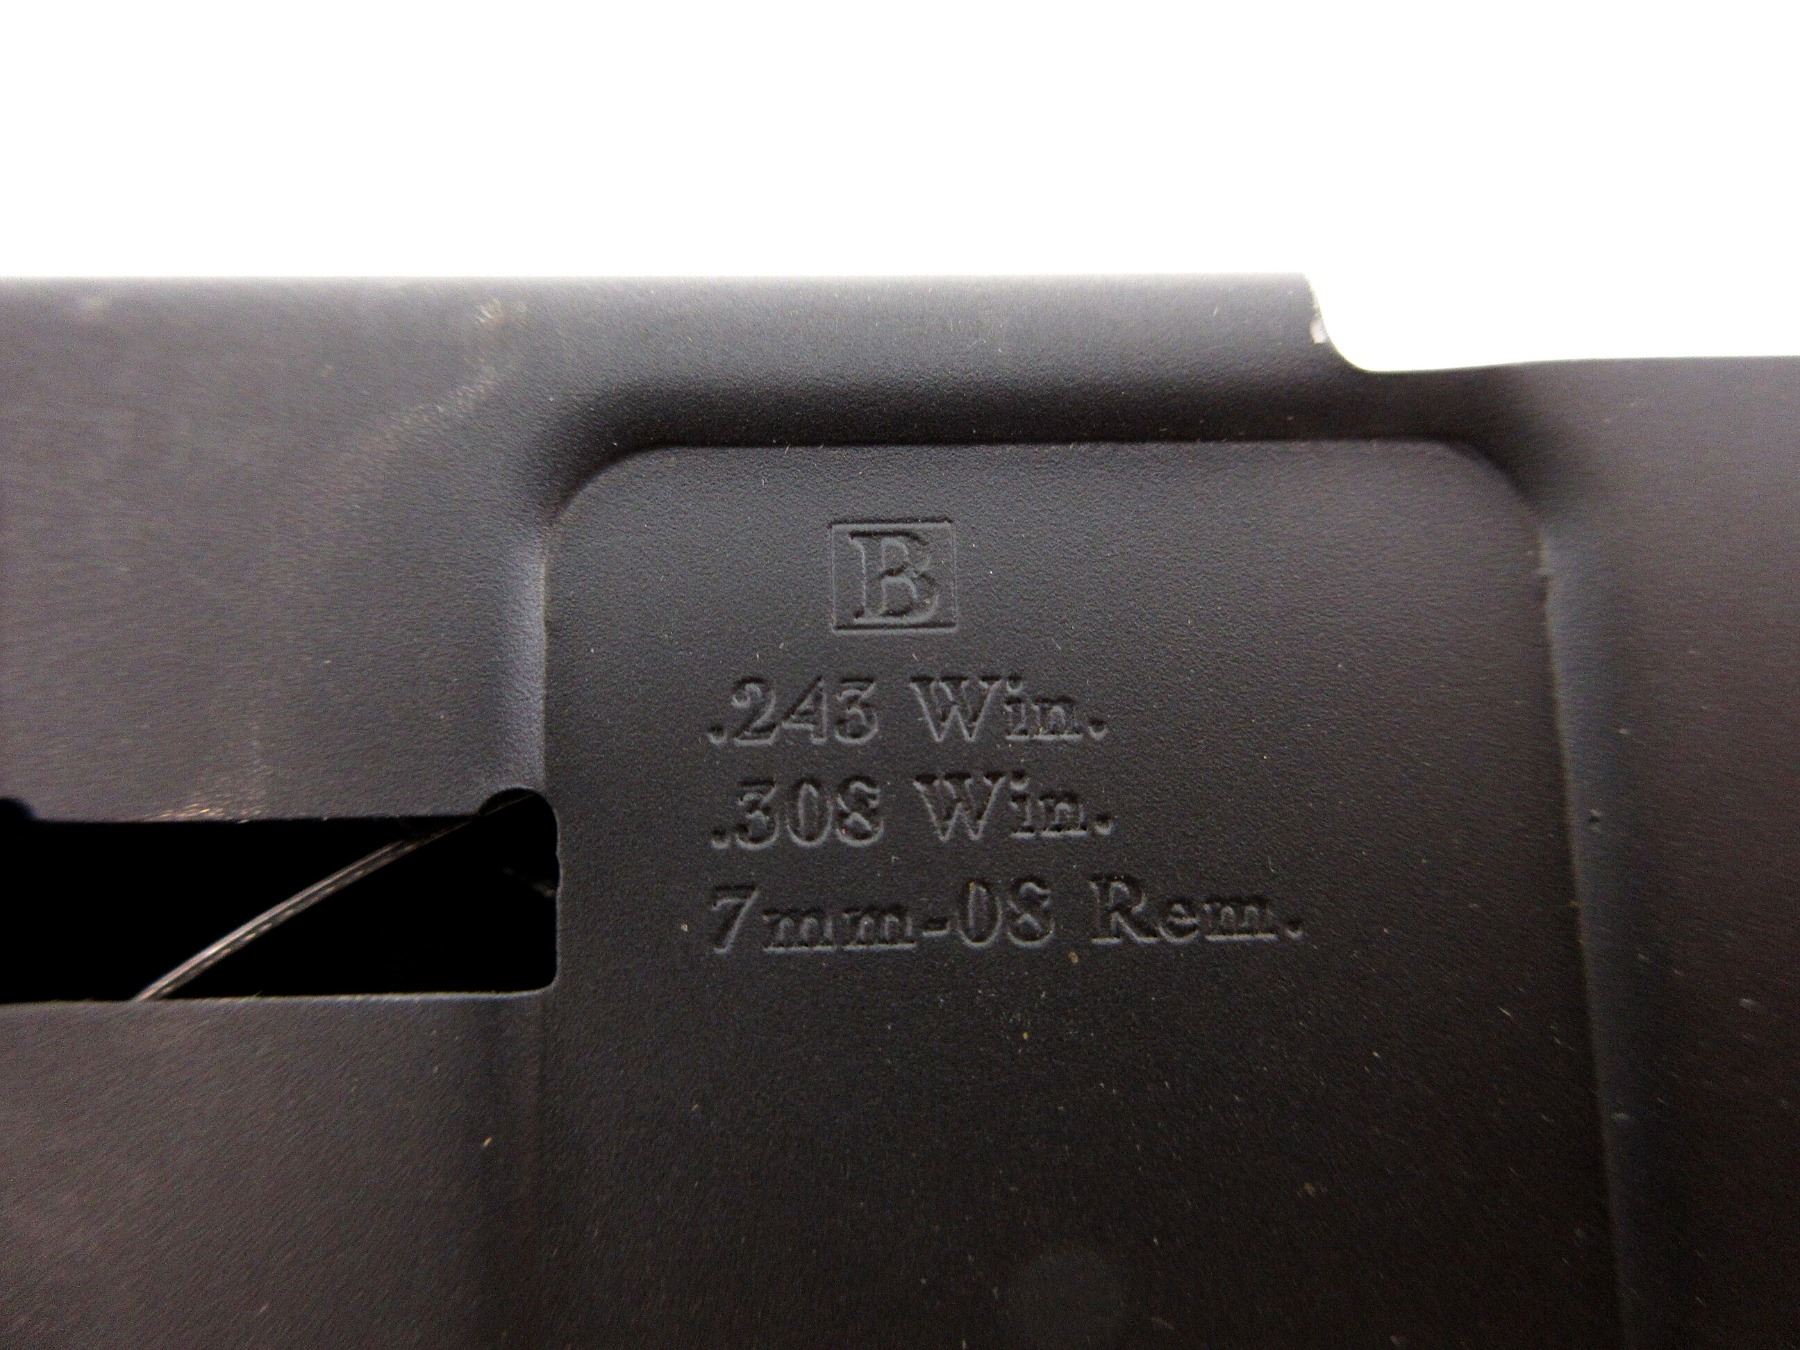 B
.243 Win.
.308 Win.
7mm-08 Rem.